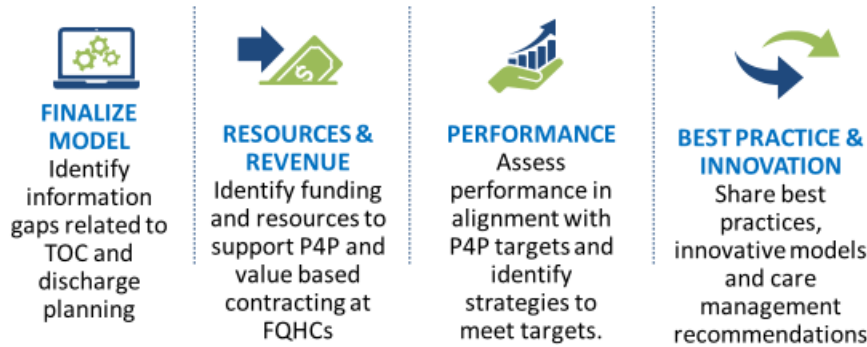 FINALIZE
MODEL
Identify
information
gaps related to
TOC and
discharge
planning
RESOURCES &
REVENUE
Identify funding
and resources to
support P4P and
value based
contracting at
FQHCs
PERFORMANCE
Assess
performance in
alignment with
P4P targets and
identify
strategies to
meet targets.
BEST PRACTICE &
INNOVATION
Share best
practices,
innovative models
and care
management
recommendations